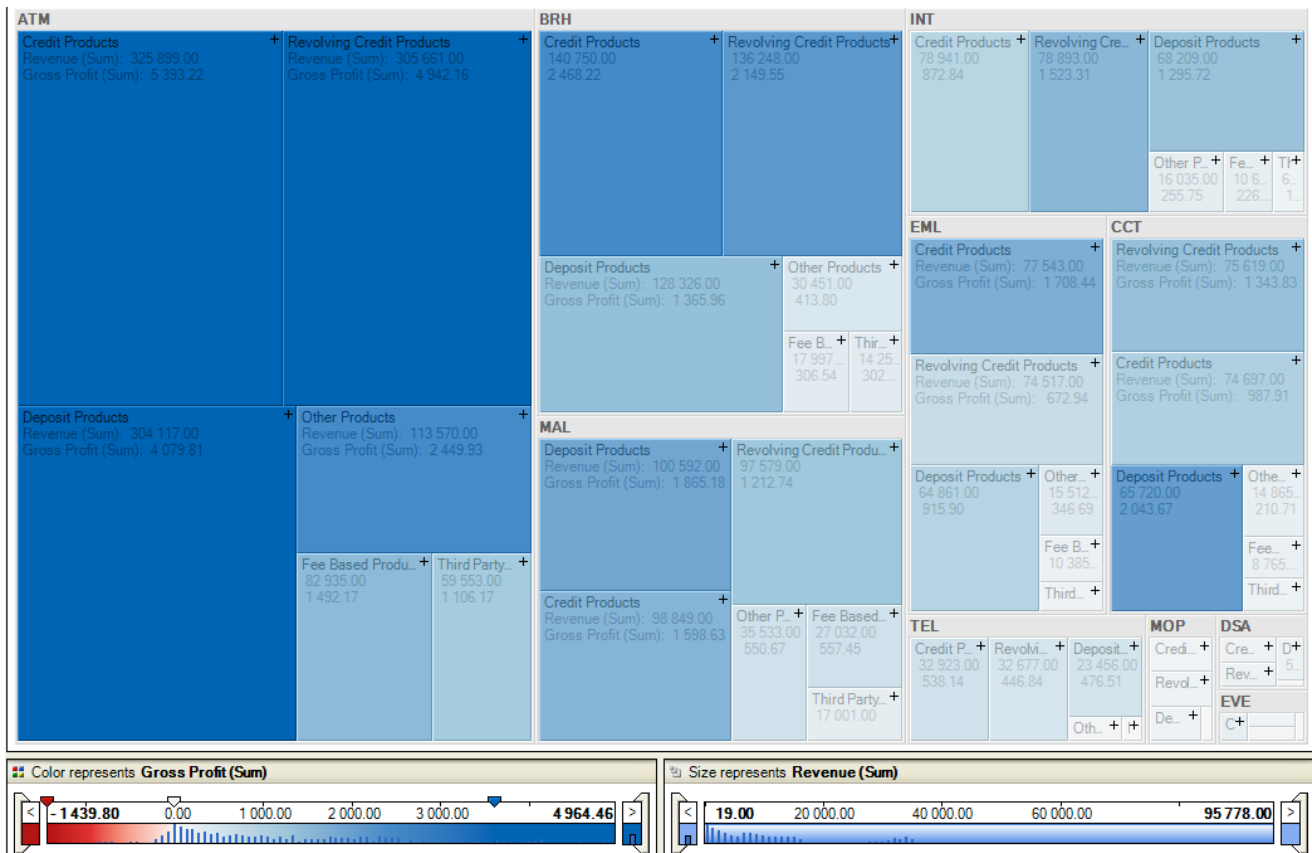 ATM
Credit Products
Revenue (Sum): 325 899.00
Gross Profit (Sum): 5 393.22
Revolving Credit Products
Revenue (Sum): 305 661.00
Gross Profit (Sum): 4 942.16
Deposit Products
Revenue (Sum): 304 117.00
Gross Profit (Sum): 4 079.81
Other Products
Revenue (Sum): 113 570.00
Gross Profit (Sum): 2 449.93
Fee Based Produ...
82 935.00
1 492.17
Third Party...
59 553.00
1 106.17
BRH
Credit Products
140 750.00
2 468.22
Revolving Credit Products
136 248.00
2 149.55
Deposit Products
Revenue (Sum): 128 326.00
Gross Profit (Sum): 1 365.96
Other Products
30 451.00
413.80
Fee B...
17 997...
306.54
Thir...
14 25...
302...
MAL
Deposit Products
Revenue (Sum): 100 592.00
Gross Profit (Sum): 1 865.18
Revolving Credit Produ...
97 579.00
1 212.74
Credit Products
Revenue (Sum): 98 849.00
Gross Profit (Sum): 1 598.63
Other P...
35 533.00
550.67
Fee Based...
27 032.00
557.45
Third Party...
17 001.00
INT
Credit Products
78 941.00
872.84
Revolving Cre...
78 893.00
1 523.31
Deposit Products
68 209.00
1 295.72
Other P...
16 035.00
255.75
Fe...
10 6...
226...
Th
6...
1...
EML
Credit Products
Revenue (Sum): 77 543.00
Gross Profit (Sum): 1 708.44
Revolving Credit Products
Revenue (Sum): 74 517.00
Gross Profit (Sum): 672.94
Deposit Products
64 861.00
915.90
Other...
15 512...
346.69
Fee B...
10 385...
Third...
CCT
Revolving Credit Products
Revenue (Sum): 75 619.00
Gross Profit (Sum): 1 343.83
Credit Products
Revenue (Sum): 74 697.00
Gross Profit (Sum): 987.91
Deposit Products
65 720.00
2 043.67
Othe...
14 865...
210.71
Fee...
8 765...
Third...
TEL
Credit P...
32 923.00
538.14
Revolvi...
32 677.00
446.84
Deposit...
23 456.00
476.51
Oth...
MOP
Credi...
Revol...
De...
DSA
Cre...
Rev...
D
5...
EVE
C
Color represents Gross Profit (Sum)
-1 439.80 0.00 1 000.00 2 000.00 3 000.00 4 964.46
Size represents Revenue (Sum)
19.00 20 000.00 40 000.00 60 000.00 95 778.00